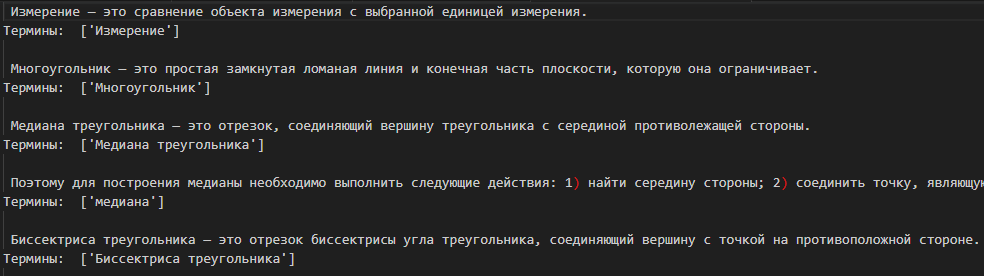 Измерение – это сравнение объекта измерения с выбранной единицей измерения.
Термины:  ['Измерение']
Многоугольник – это простая замкнутая ломаная линия и конечная часть плоскости, которую она ограничивает.
Термины:  ['Многоугольник']
Медиана треугольника – это отрезок, соединяющий вершину треугольника с серединой противолежащей стороны.
Термины:  ['Медиана треугольника']
Поэтому для построения медианы необходимо выполнить следующие действия: 1) найти середину стороны; 2) соединить точку,
Термины:  ['медиана']
Биссектриса треугольника – это отрезок биссектрисы угла треугольника, соединяющий вершину с точкой на противоположной стороне.
Термины:  ['Биссектриса треугольника']